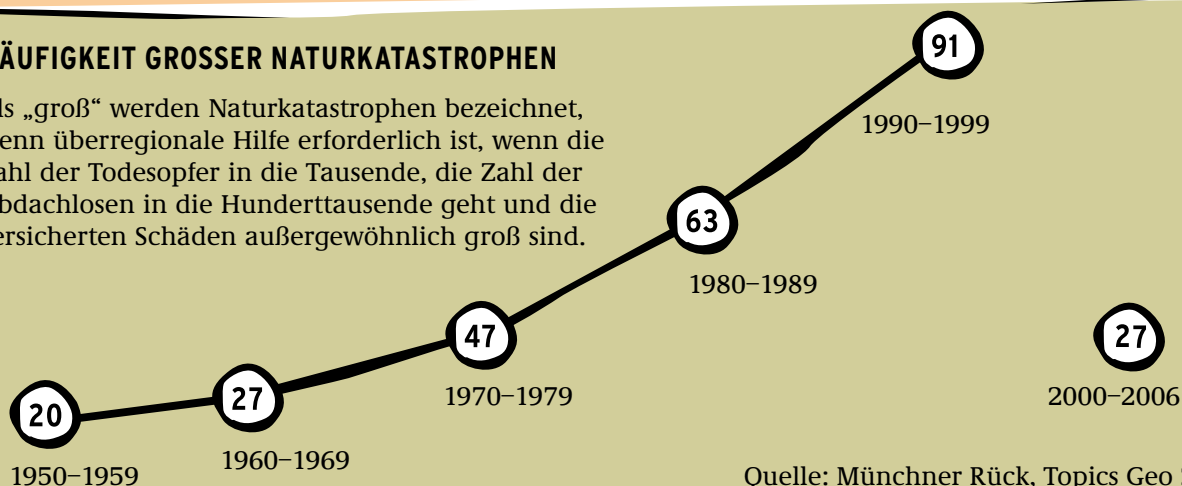 ÄUFIGKEIT GROSSER NATURKATASTROPHEN
ls „groß“ werden Naturkatastrophen bezeichnet,
enn überregionale Hilfe erforderlich ist, wenn die
ahl der Todesopfer in die Tausende, die Zahl der
bdachlosen in die Hunderttausende geht und die
ersicherten Schäden außergewöhnlich groß sind.
91
1990–1999
63
1980–1989
47
1970–1979
27
2000–2006
27
1960–1969
20
1950–1959
Quelle: Münchner Rück, Topics Geo